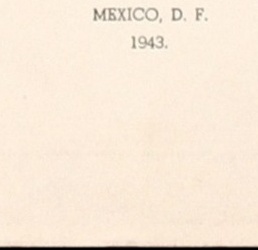 MEXICO, D. F.
1943.